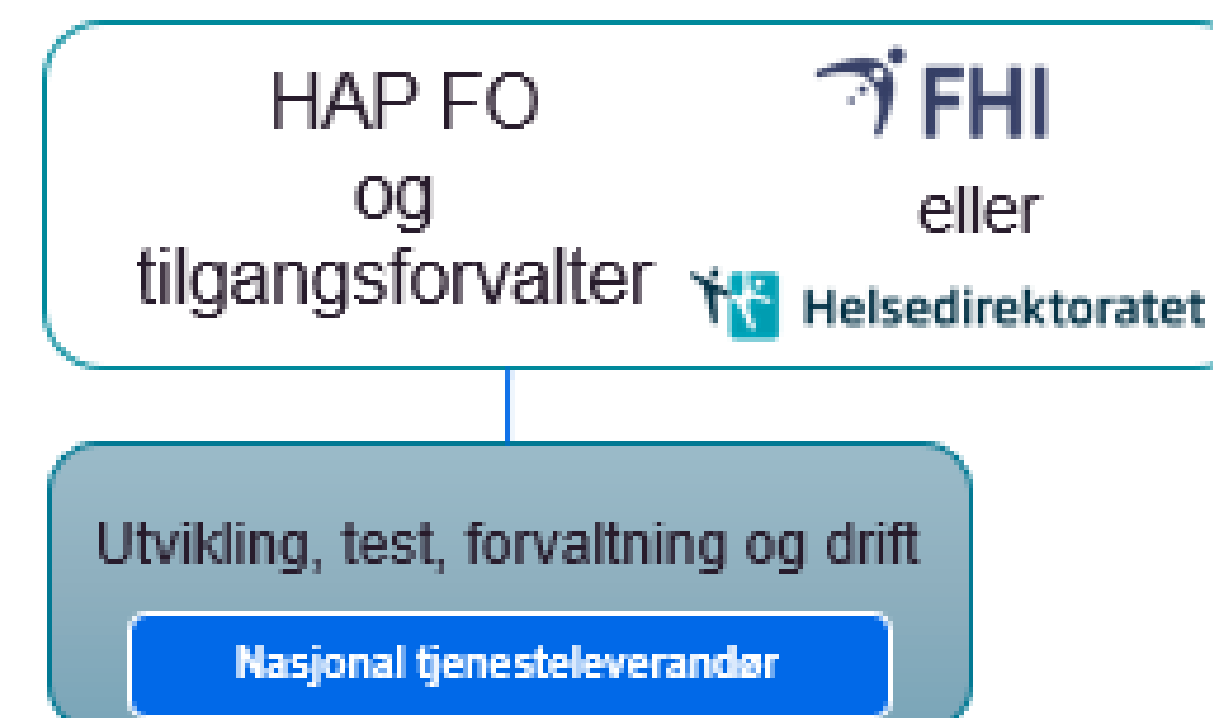 HAP FO
og
tilgangsforvalter
FHI
eller
Helsedirektoratet
Utvikling, test, forvaltning og drift
Nasjonal tjenesteleverandør